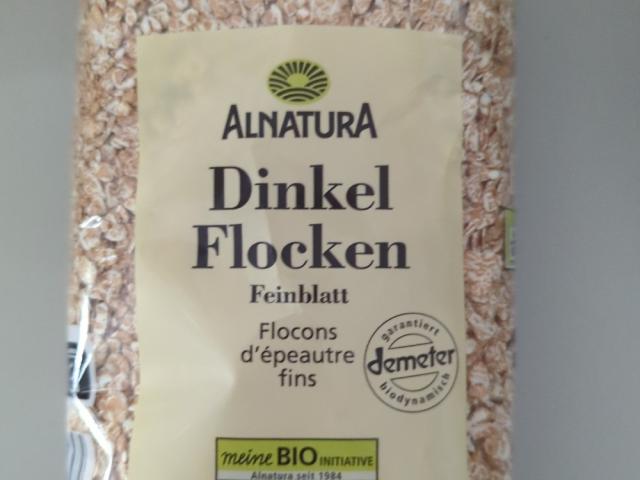 ALNATURA
Dinkel
Flocken
Feinblatt
Flocons
d'épeautre
fins
garantiert
demeter
biodynamisch
meine BIO INITIATIVE
Alnatura seit 1984